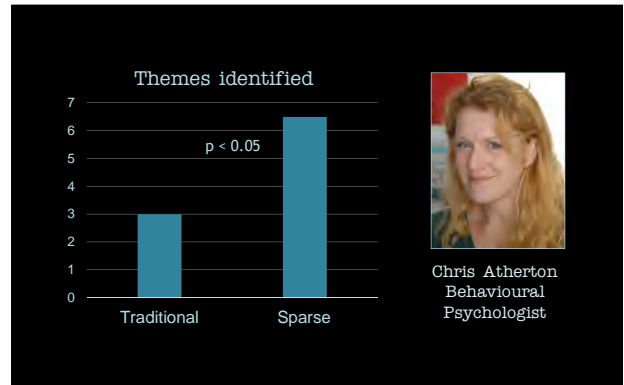 Themes identified
7
6
5
4
3
2
1
0
p < 0.05
Traditional
Sparse
Chris Atherton
Behavioural
Psychologist